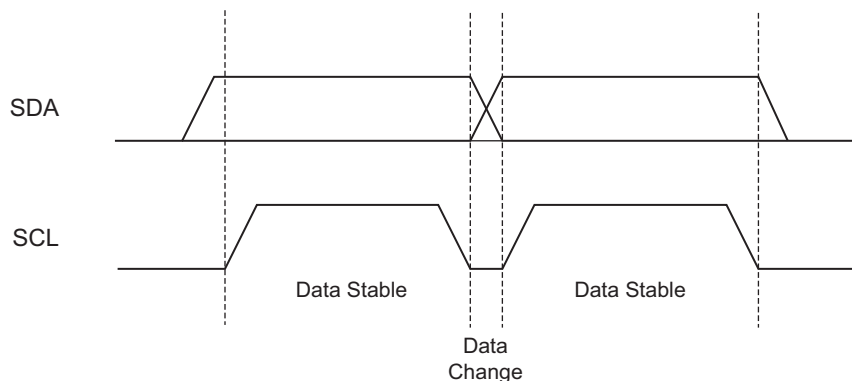 SDA
SCL
Data Stable
Data Stable
Data
Change